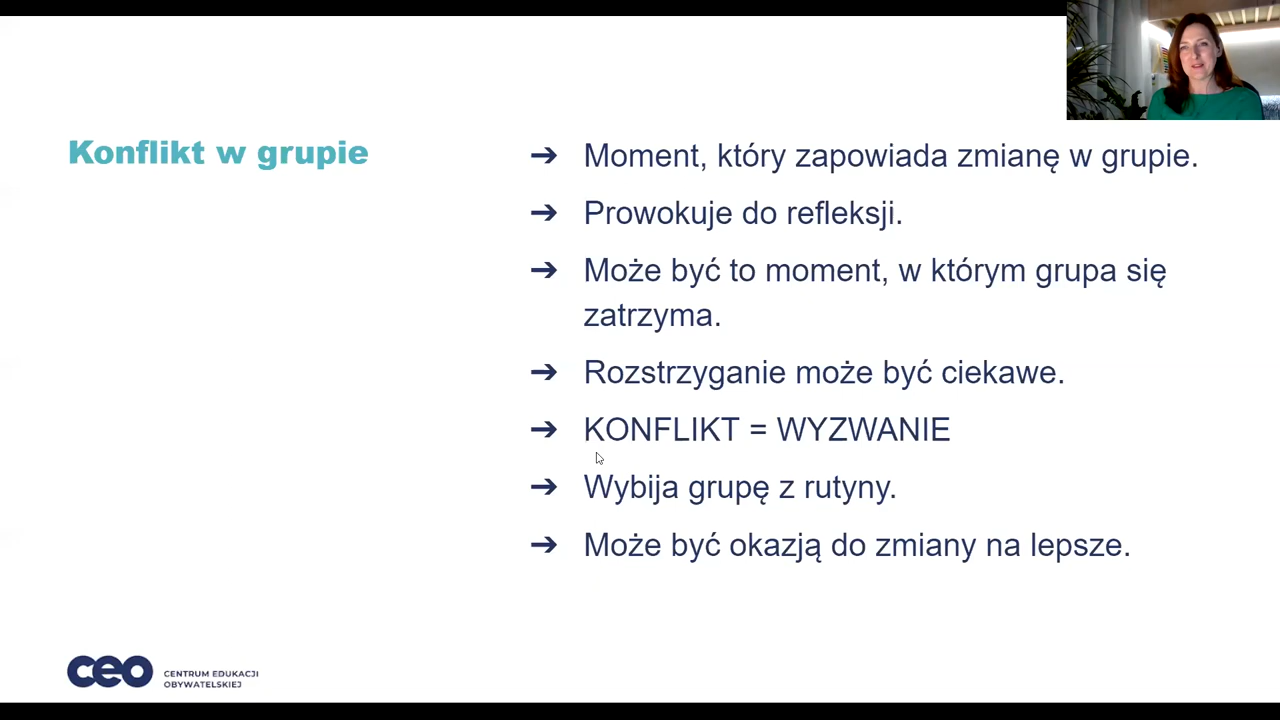 Konflikt w grupie
➔ Moment, który zapowiada zmianę w grupie.
➔ Prowokuje do refleksji.
➔ Może być to moment, w którym grupa się
zatrzyma.
➔ Rozstrzyganie może być ciekawe.
➔ KONFLIKT = WYZWANIE
➔ Wybija grupę z rutyny.
➔ Może być okazją do zmiany na lepsze.
ceo
CENTRUM EDUKACJI
OBYWATELSKIEJ